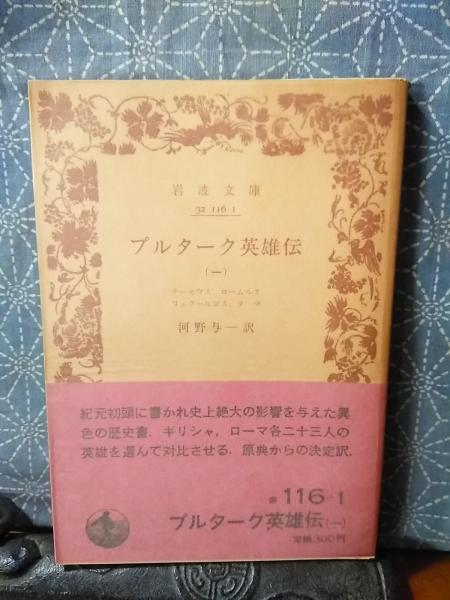 岩波文庫
32-116-1
プルターク英雄伝
(一)
テーセウス、ロームルス
リュクールゴス、ヌマ
河野与一訳
紀元初頭に書かれ史上絶大の影響を与えた異
色の歴史書．ギリシャ，ローマ各二十三人の
英雄を選んで対比させる．原典からの決定訳．
116-1
プルターク英雄伝(一)
定価300円